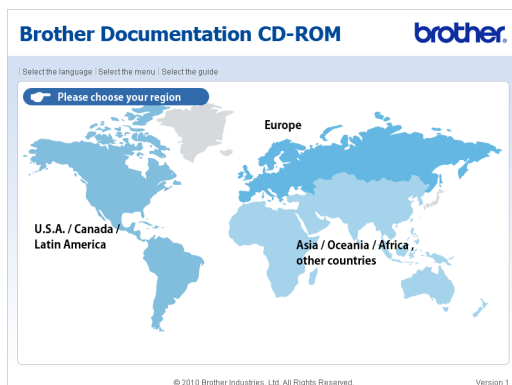 Brother Documentation CD-ROM
brother.
Select the language | Select the menu | Select the guide
Please choose your region
Europe
U.S.A. / Canada /
Latin America
Asia / Oceania / Africa ,
other countries
© 2010 Brother Industries, Ltd. All Rights Reserved.
Version 1